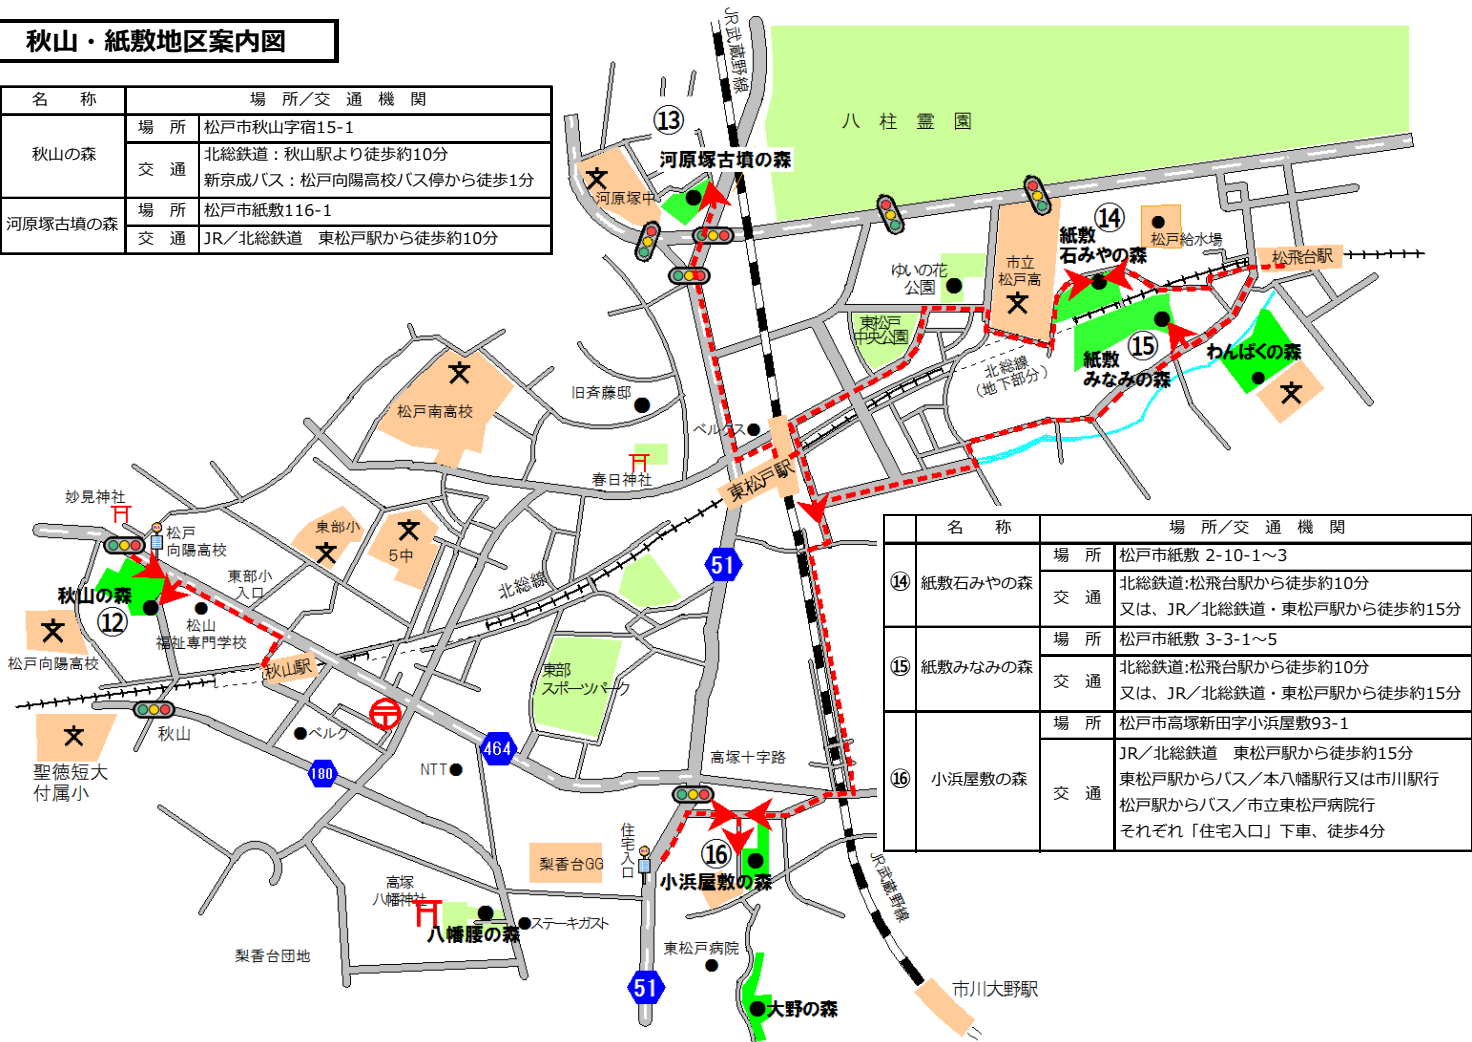 秋山・紙敷地区案内図
名　称
場 所／交 通 機 関
秋山の森
場 所
松戸市秋山字宿15-1
交 通
北総鉄道：秋山駅より徒歩約10分
新京成バス：松戸向陽高校バス停から徒歩1分
河原塚古墳の森
場 所
松戸市紙敷116-1
交 通
JR／北総鉄道　東松戸駅から徒歩約10分
JR武蔵野線
⑬
河原塚古墳の森
河原塚中
八 柱 霊 園
⑭
紙敷
石みやの森
松戸給水場
松飛台駅
市立
松戸高
ゆいの花
公園
東松戸
中央公園
北総線
（地下部分）
⑮
紙敷
みなみの森
わんぱくの森
旧斉藤邸
松戸南高校
ベルクス
春日神社
東松戸駅
妙見神社
松戸
向陽高校
東部小
5中
東部小
入口
秋山の森
⑫
松山
福祉専門学校
松戸向陽高校
秋山駅
北総線
51
東部
スポーツパーク
秋山
ベルク
聖徳短大
付属小
180
464
NTT
高塚十字路
住宅入口
梨香台GG
⑯
小浜屋敷の森
高塚
八幡神社
八幡腰の森
ステーキガスト
梨香台団地
東松戸病院
51
大野の森
JR武蔵野線
市川大野駅
名　称
場 所／交 通 機 関
⑭
紙敷石みやの森
場 所
松戸市紙敷 2-10-1～3
交 通
北総鉄道:松飛台駅から徒歩約10分
又は、JR／北総鉄道・東松戸駅から徒歩約15分
⑮
紙敷みなみの森
場 所
松戸市紙敷 3-3-1～5
交 通
北総鉄道:松飛台駅から徒歩約10分
又は、JR／北総鉄道・東松戸駅から徒歩約15分
⑯
小浜屋敷の森
場 所
松戸市高塚新田字小浜屋敷93-1
交 通
JR／北総鉄道　東松戸駅から徒歩約15分
東松戸駅からバス／本八幡駅行又は市川駅行
松戸駅からバス／市立東松戸病院行
それぞれ「住宅入口」下車、徒歩4分